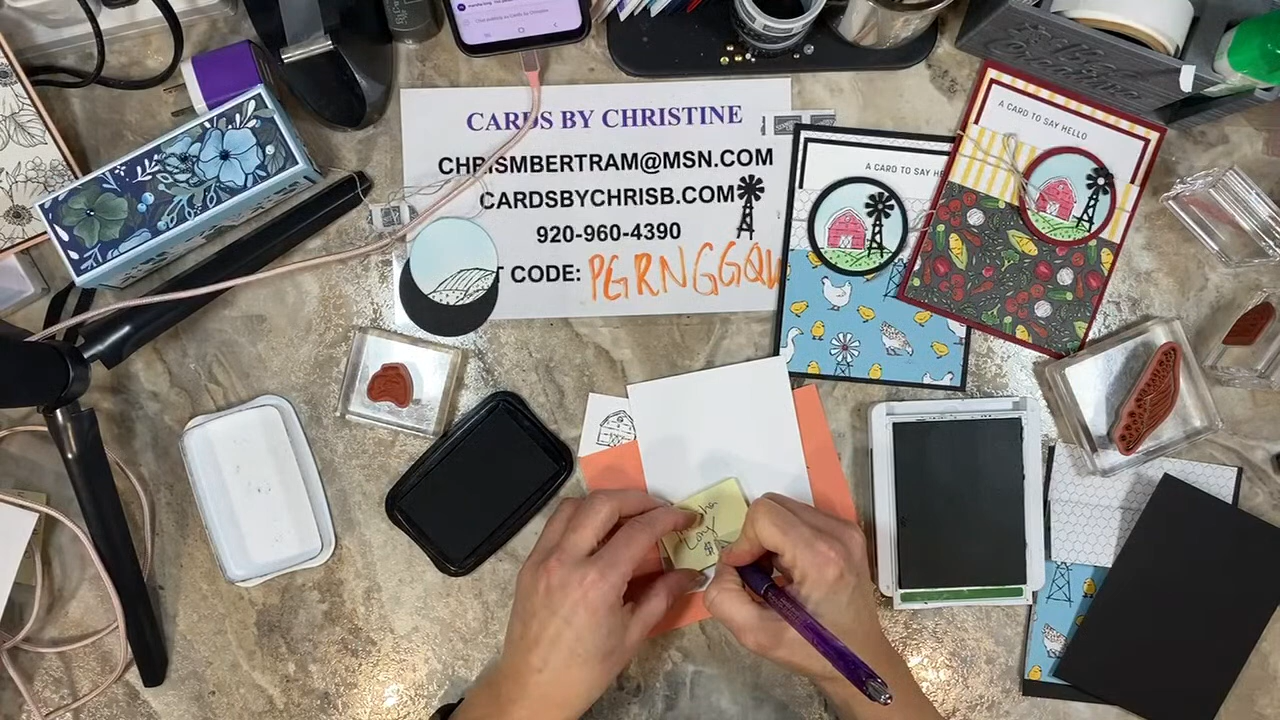 CARDS BY CHRISTINE
CHRISMBERTRAM@MSN.COM
CARDSBYCHRISB.COM
920-960-4390
T CODE: PGRNGGQW
A CARD TO SAY HE
A CARD TO SAY HELLO